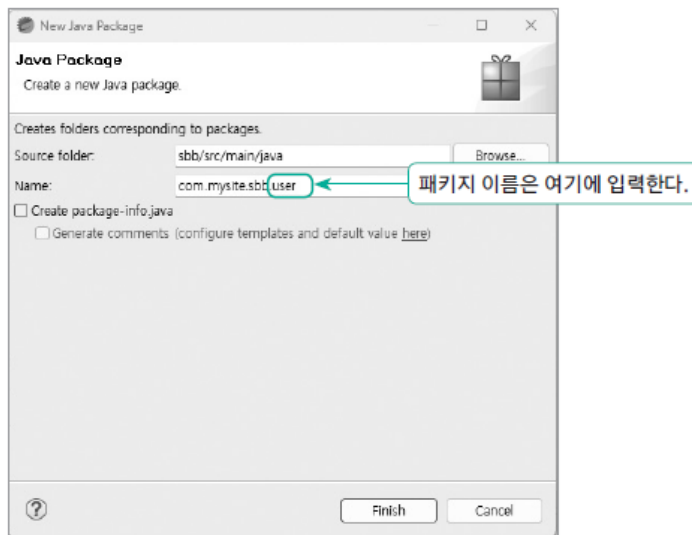 New Java Package
Java Package
Create a new Java package.
Creates folders corresponding to packages.
Source folder: sbb/src/main/java Browse...
Name: com.mysite.sbb.user 패키지 이름은 여기에 입력한다.
Create package-info.java
Generate comments (configure templates and default value here)
? Finish Cancel